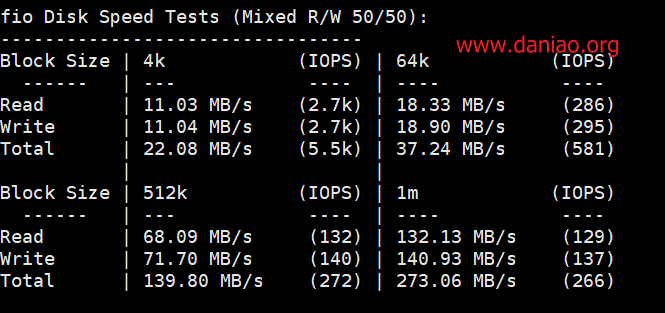 fio Disk Speed Tests (Mixed R/W 50/50):
---------------------------------
www.daniao.org
Block Size | 4k            (IOPS) | 64k           (IOPS)
  ------   | ---            ----  | ----           ----
Read       | 11.03 MB/s    (2.7k) | 18.33 MB/s     (286)
Write      | 11.04 MB/s    (2.7k) | 18.90 MB/s     (295)
Total      | 22.08 MB/s    (5.5k) | 37.24 MB/s     (581)
           |                      |
Block Size | 512k          (IOPS) | 1m            (IOPS)
  ------   | ---            ----  | ----           ----
Read       | 68.09 MB/s     (132) | 132.13 MB/s    (129)
Write      | 71.70 MB/s     (140) | 140.93 MB/s    (137)
Total      | 139.80 MB/s    (272) | 273.06 MB/s    (266)